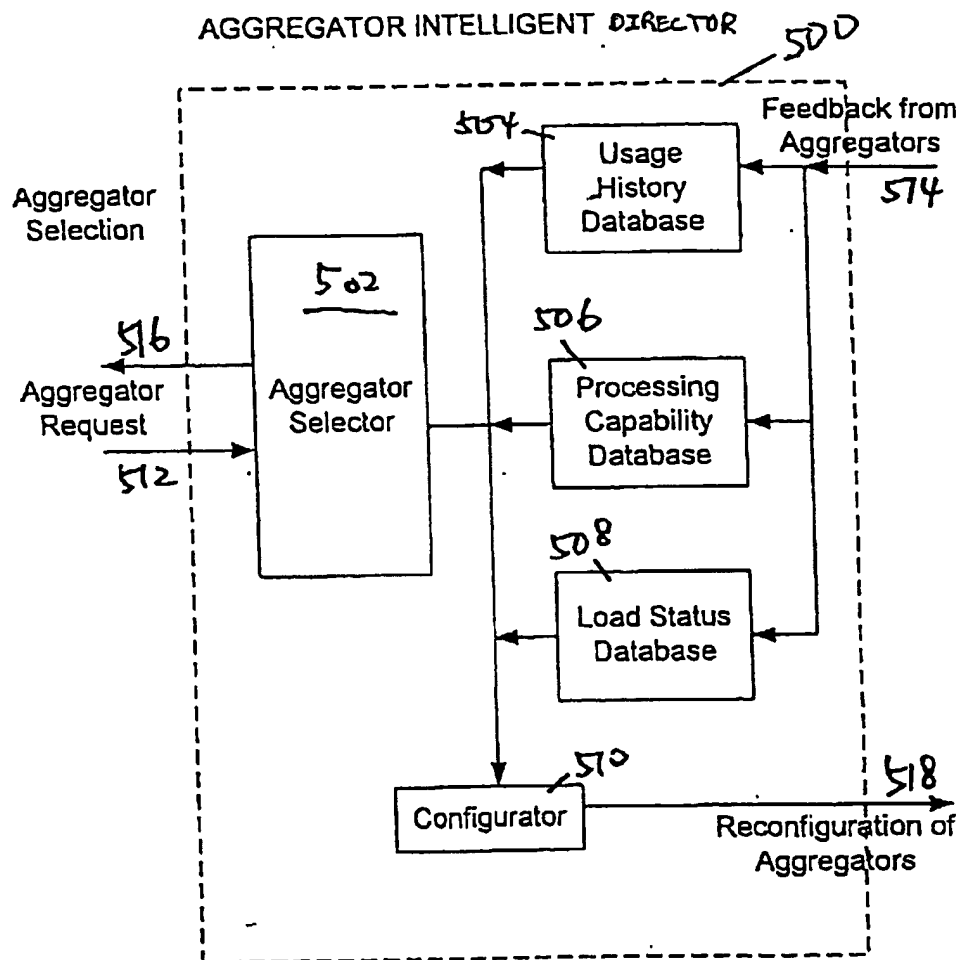 AGGREGATOR INTELLIGENT DIRECTOR
500
504
Usage
History
Database
Feedback from
Aggregators
514
Aggregator
Selection
502
Aggregator
Selector
516
Aggregator
Request
512
506
Processing
Capability
Database
508
Load Status
Database
510
Configurator
518
Reconfiguration of
Aggregators